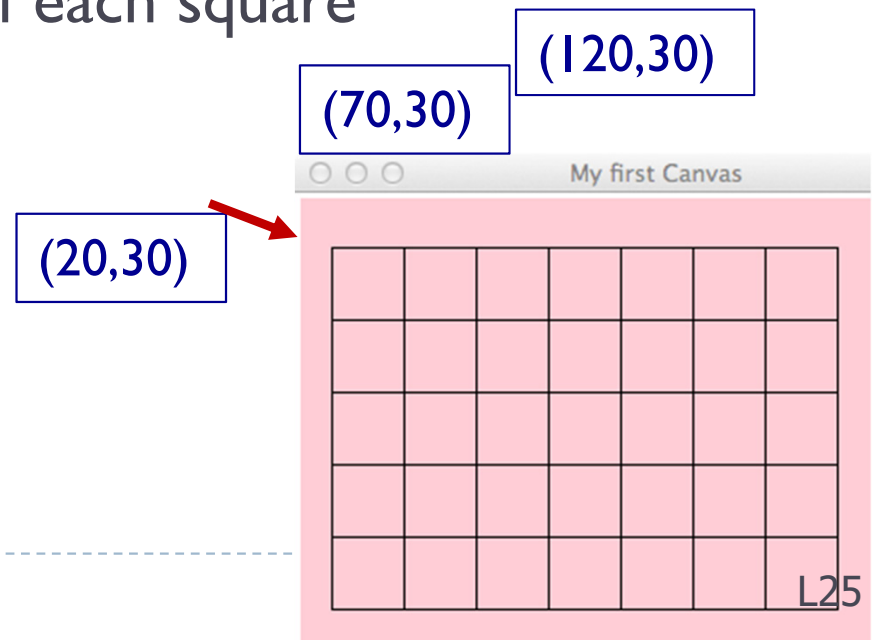 f each square
(120,30)
(70,30)
My first Canvas
(20,30)
L25